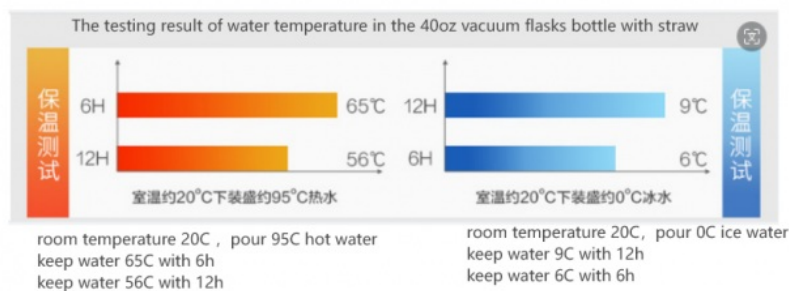 The testing result of water temperature in the 40oz vacuum flasks bottle with straw
保温测试
6H
65℃
12H
56℃
室温约20°C下装盛约95°C热水
12H
9℃
6H
6℃
室温约20°C下装盛约0°C冰水
保温测试
room temperature 20C , pour 95C hot water
keep water 65C with 6h
keep water 56C with 12h
room temperature 20C, pour 0C ice water
keep water 9C with 12h
keep water 6C with 6h